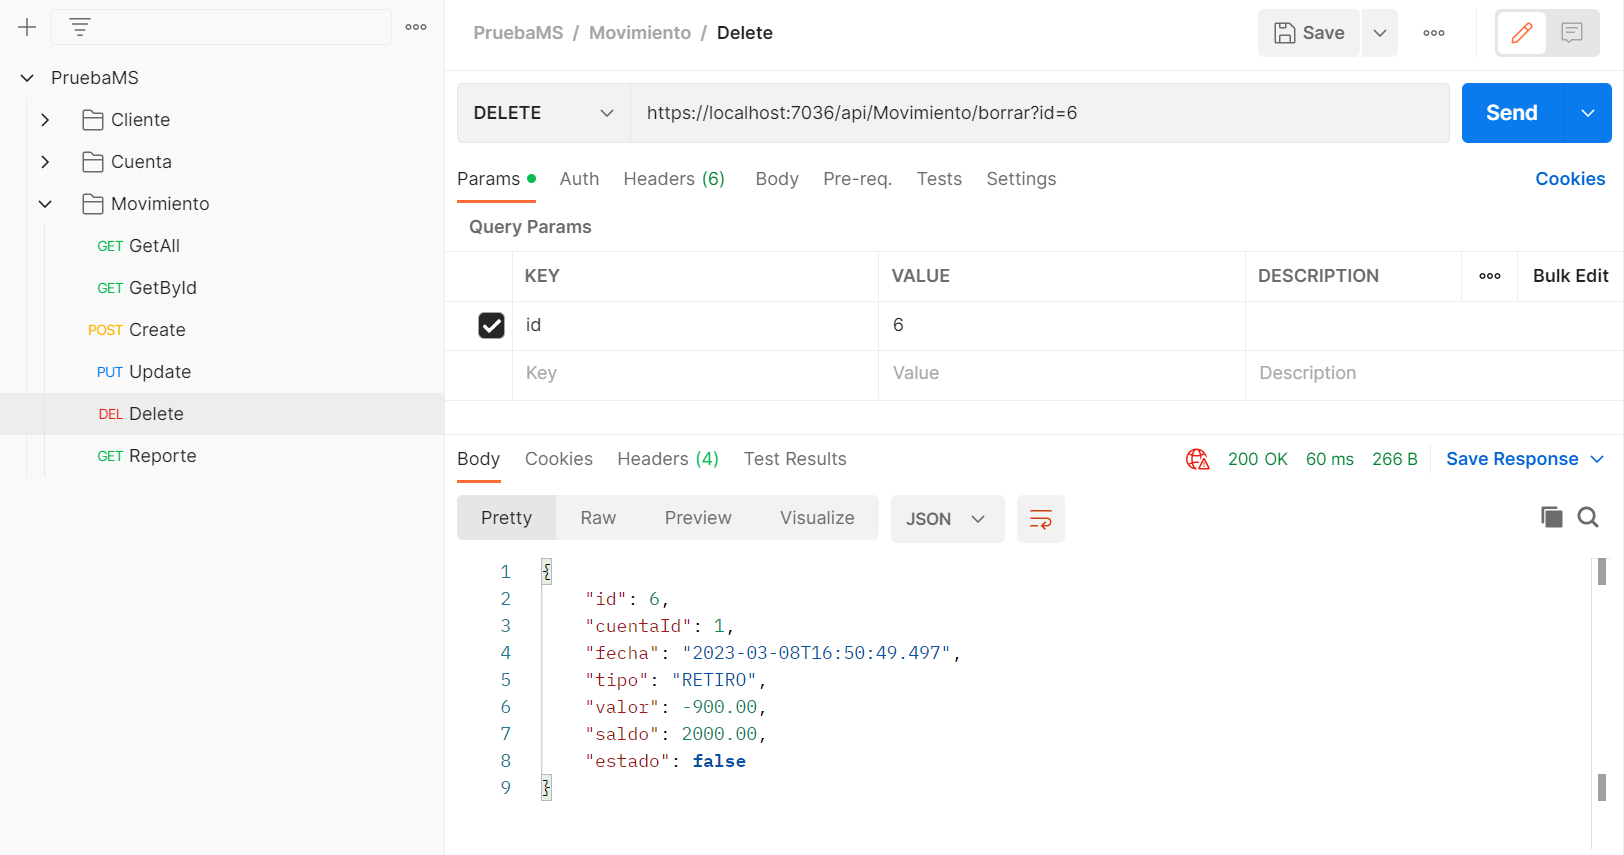 PruebaMS
Cliente
Cuenta
Movimiento
GET GetAll
GET GetById
POST Create
PUT Update
DEL Delete
GET Reporte
PruebaMS / Movimiento / Delete
Save
DELETE
https://localhost:7036/api/Movimiento/borrar?id=6
Send
Params Auth Headers (6) Body Pre-req. Tests Settings
Cookies
Query Params
KEY VALUE DESCRIPTION Bulk Edit
id 6
Key Value Description
Body Cookies Headers (4) Test Results
200 OK 60 ms 266 B Save Response
Pretty Raw Preview Visualize JSON
1 {
2 "id": 6,
3 "cuentaId": 1,
4 "fecha": "2023-03-08T16:50:49.497",
5 "tipo": "RETIRO",
6 "valor": -900.00,
7 "saldo": 2000.00,
8 "estado": false
9 }